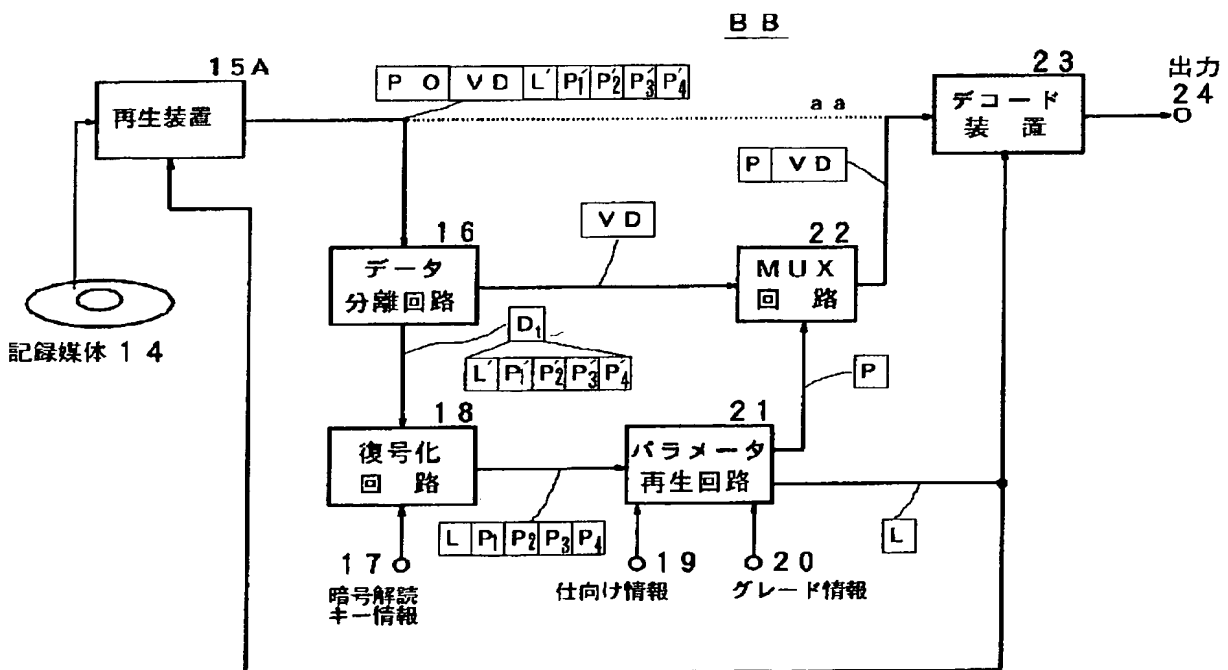 BB
15A
再生装置
PO VD L' P'1 P'2 P'3 P'4
aa
23
デコード
装置
出力
24
P VD
VD
16
データ
分離回路
22
MUX
回路
記録媒体 14
D1
L' P'1 P'2 P'3 P'4
P
18
復号化
回路
21
パラメータ
再生回路
L P1 P2 P3 P4
L
17
暗号解読
キー情報
19
仕向け情報
20
グレード情報